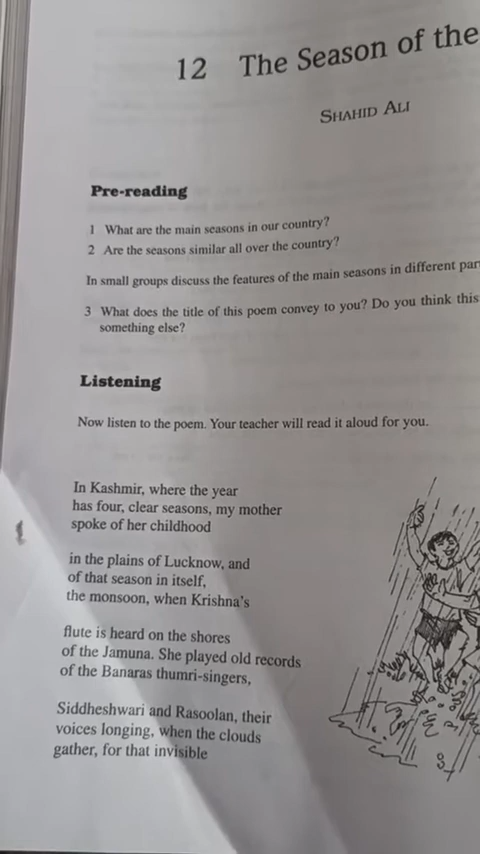 12 The Season of the
SHAHID ALI
Pre-reading
1 What are the main seasons in our country?
2 Are the seasons similar all over the country?
In small groups discuss the features of the main seasons in different par
3 What does the title of this poem convey to you? Do you think this
something else?
Listening
Now listen to the poem. Your teacher will read it aloud for you.
In Kashmir, where the year
has four, clear seasons, my mother
spoke of her childhood
in the plains of Lucknow, and
of that season in itself,
the monsoon, when Krishna's
flute is heard on the shores
of the Jamuna. She played old records
of the Banaras thumri-singers,
Siddheshwari and Rasoolan, their
voices longing, when the clouds
gather, for that invisible